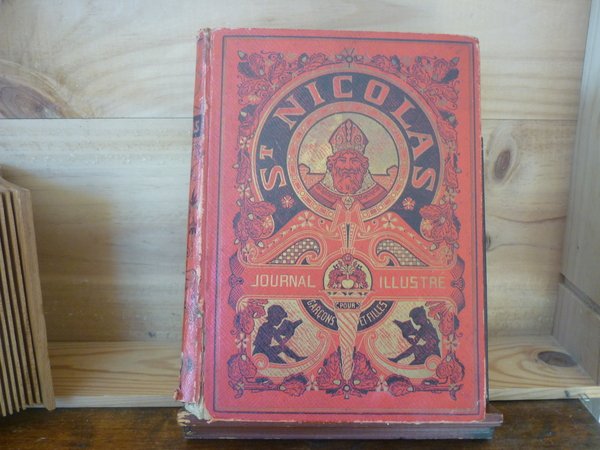 ST NICOLAS
JOURNAL ILLUSTRÉ
POUR
GARÇONS ET FILLES